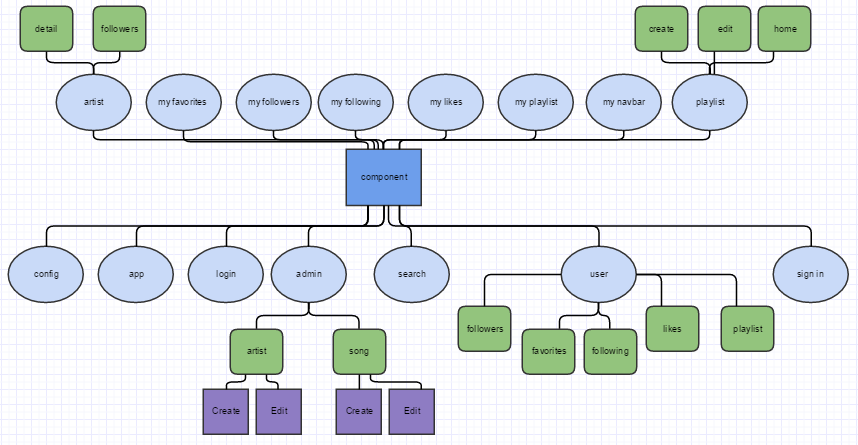 detail
followers
create
edit
home
artist
my favorites
my followers
my following
my likes
my playlist
my navbar
playlist
component
config
app
login
admin
search
user
sign in
followers
favorites
following
likes
playlist
artist
song
Create
Edit
Create
Edit